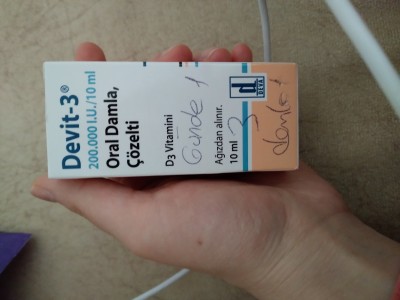 Devit-3®
200.000 I.U./10 ml
Oral Damla,
Çözelti
D3 Vitamini
Günde 1
Ağızdan alınır.
10 ml
3
damla
DEVA